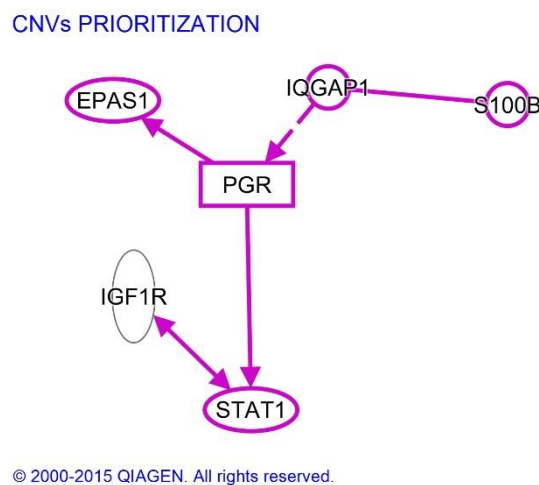 CNVs PRIORITIZATION
IQGAP1
EPAS1
S100B
PGR
IGF1R
STAT1
© 2000-2015 QIAGEN. All rights reserved.